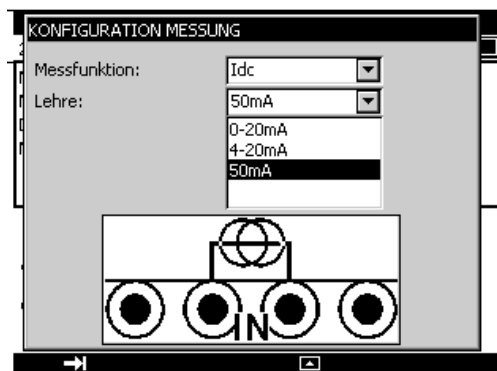 KONFIGURATION MESSUNG
Messfunktion: Idc
Lehre: 50mA
0-20mA
4-20mA
50mA
IN